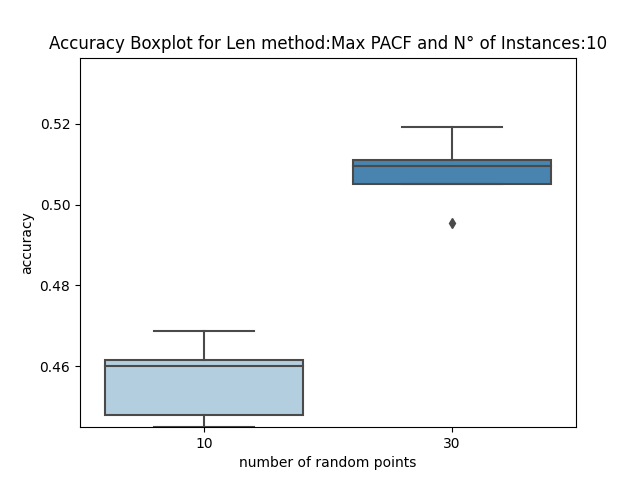 Accuracy Boxplot for Len method:Max PACF and N° of Instances:10
0.52
0.50
0.48
0.46
accuracy
10
30
number of random points